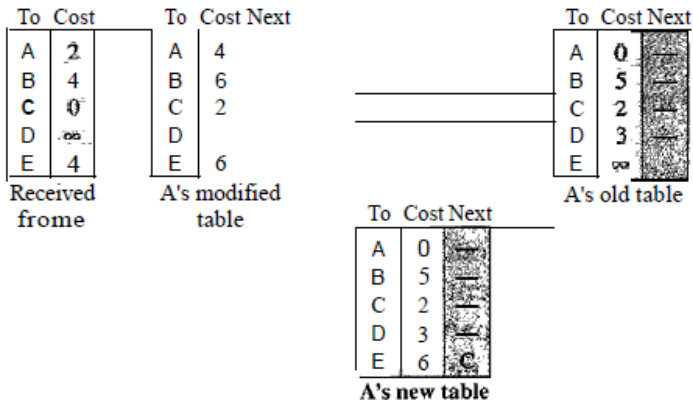 To Cost
A 2
B 4
C 0
D ∞
E 4
Received
frome
To Cost Next
A 4
B 6
C 2
D
E 6
A's modified
table
To Cost Next
A 0 —
B 5 —
C 2 —
D 3 —
E ∞
A's old table
To Cost Next
A 0 —
B 5 —
C 2 —
D 3 —
E 6 C
A's new table